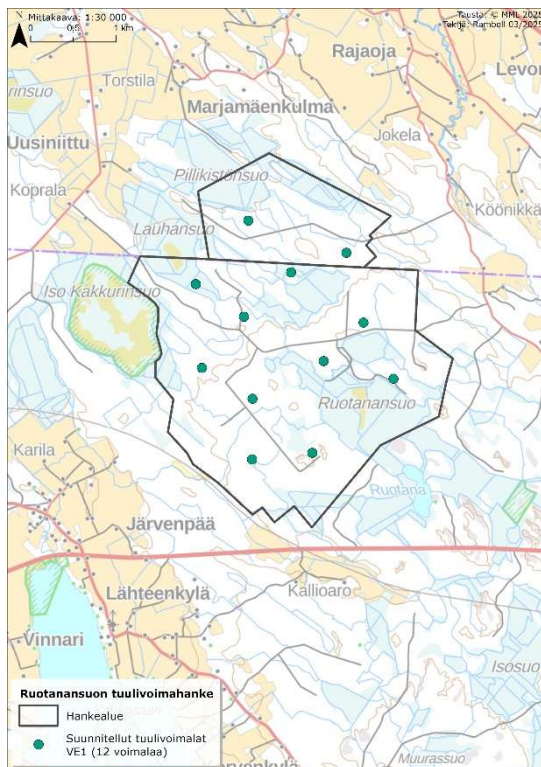 Mittakaava: 1:30 000
0 0,5 1 km
N
Tausta: © MML 2025
Tekijä: Ramboll 03/2025
Rajaoja
Levon
Torstila
rinsuo
Marjamäenkulma
Jokela
Uusiniittu
Pillikistönsuo
Koprala
Köönikkä
Lauhansuo
Iso Kakkurinsuo
Ruotanansuo
Karila
Ruotana
Järvenpää
Kallioaro
Lähteenkylä
Vinnari
Isosuo
Ruotanansuon tuulivoimahanke
Hankealue
Suunnitellut tuulivoimalat
VE1 (12 voimalaa)
Muurassuo